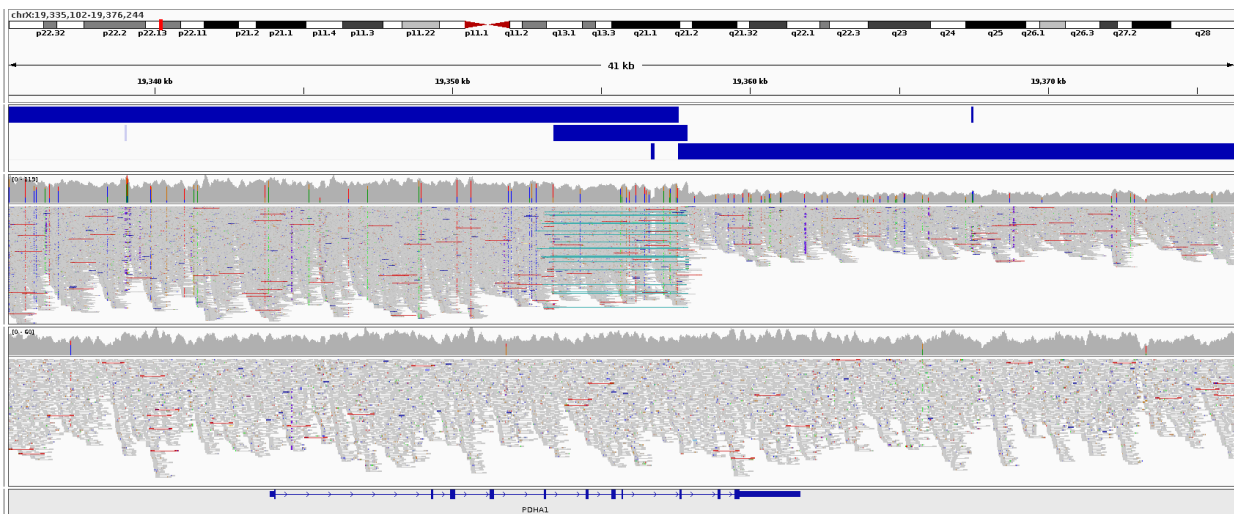 chrX:19,335,102-19,376,244
p22.32 p22.2 p22.13 p22.11 p21.2 p21.1 p11.4 p11.3 p11.22 p11.1 q11.2 q13.1 q13.3 q21.1 q21.2 q21.32 q22.1 q22.3 q23 q24 q25 q26.1 q26.3 q27.2 q28
41 kb
19,340 kb 19,350 kb 19,360 kb 19,370 kb
[0 - 119]
[0 - 60]
PDHA1